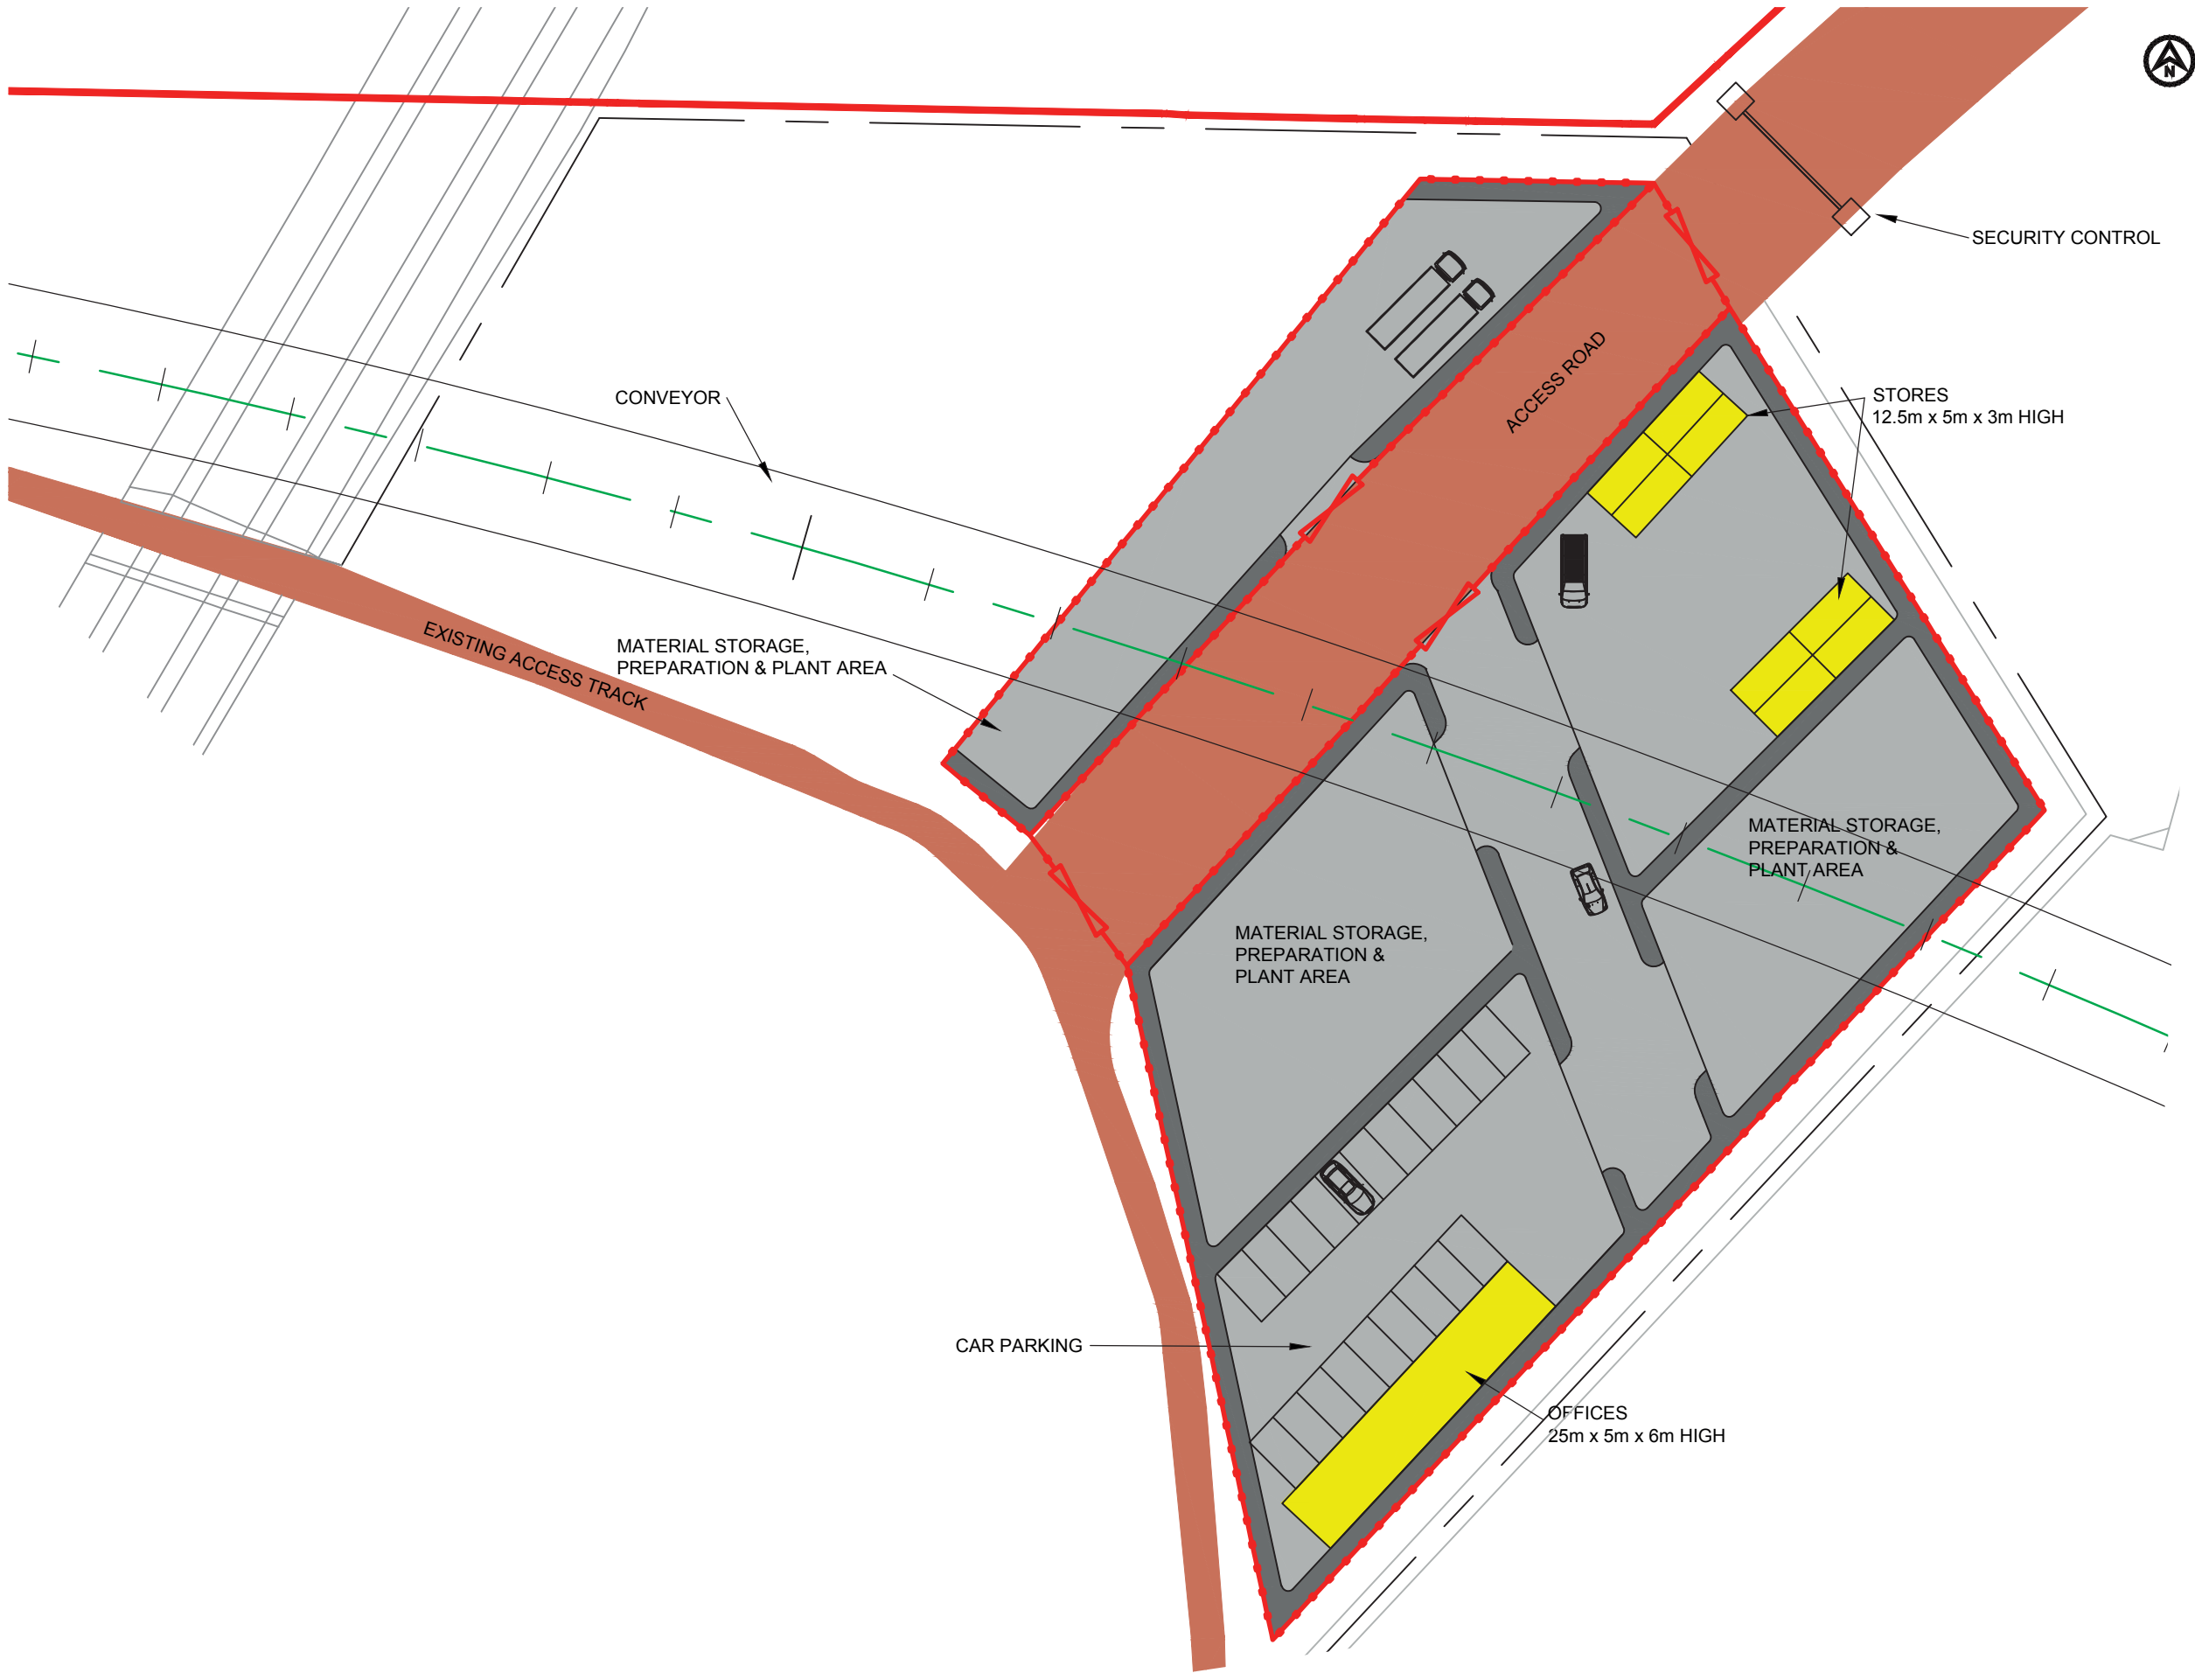 N
SECURITY CONTROL
ACCESS ROAD
CONVEYOR
STORES
12.5m x 5m x 3m HIGH
EXISTING ACCESS TRACK
MATERIAL STORAGE,
PREPARATION & PLANT AREA
MATERIAL STORAGE,
PREPARATION &
PLANT AREA
MATERIAL STORAGE,
PREPARATION &
PLANT AREA
CAR PARKING
OFFICES
25m x 5m x 6m HIGH